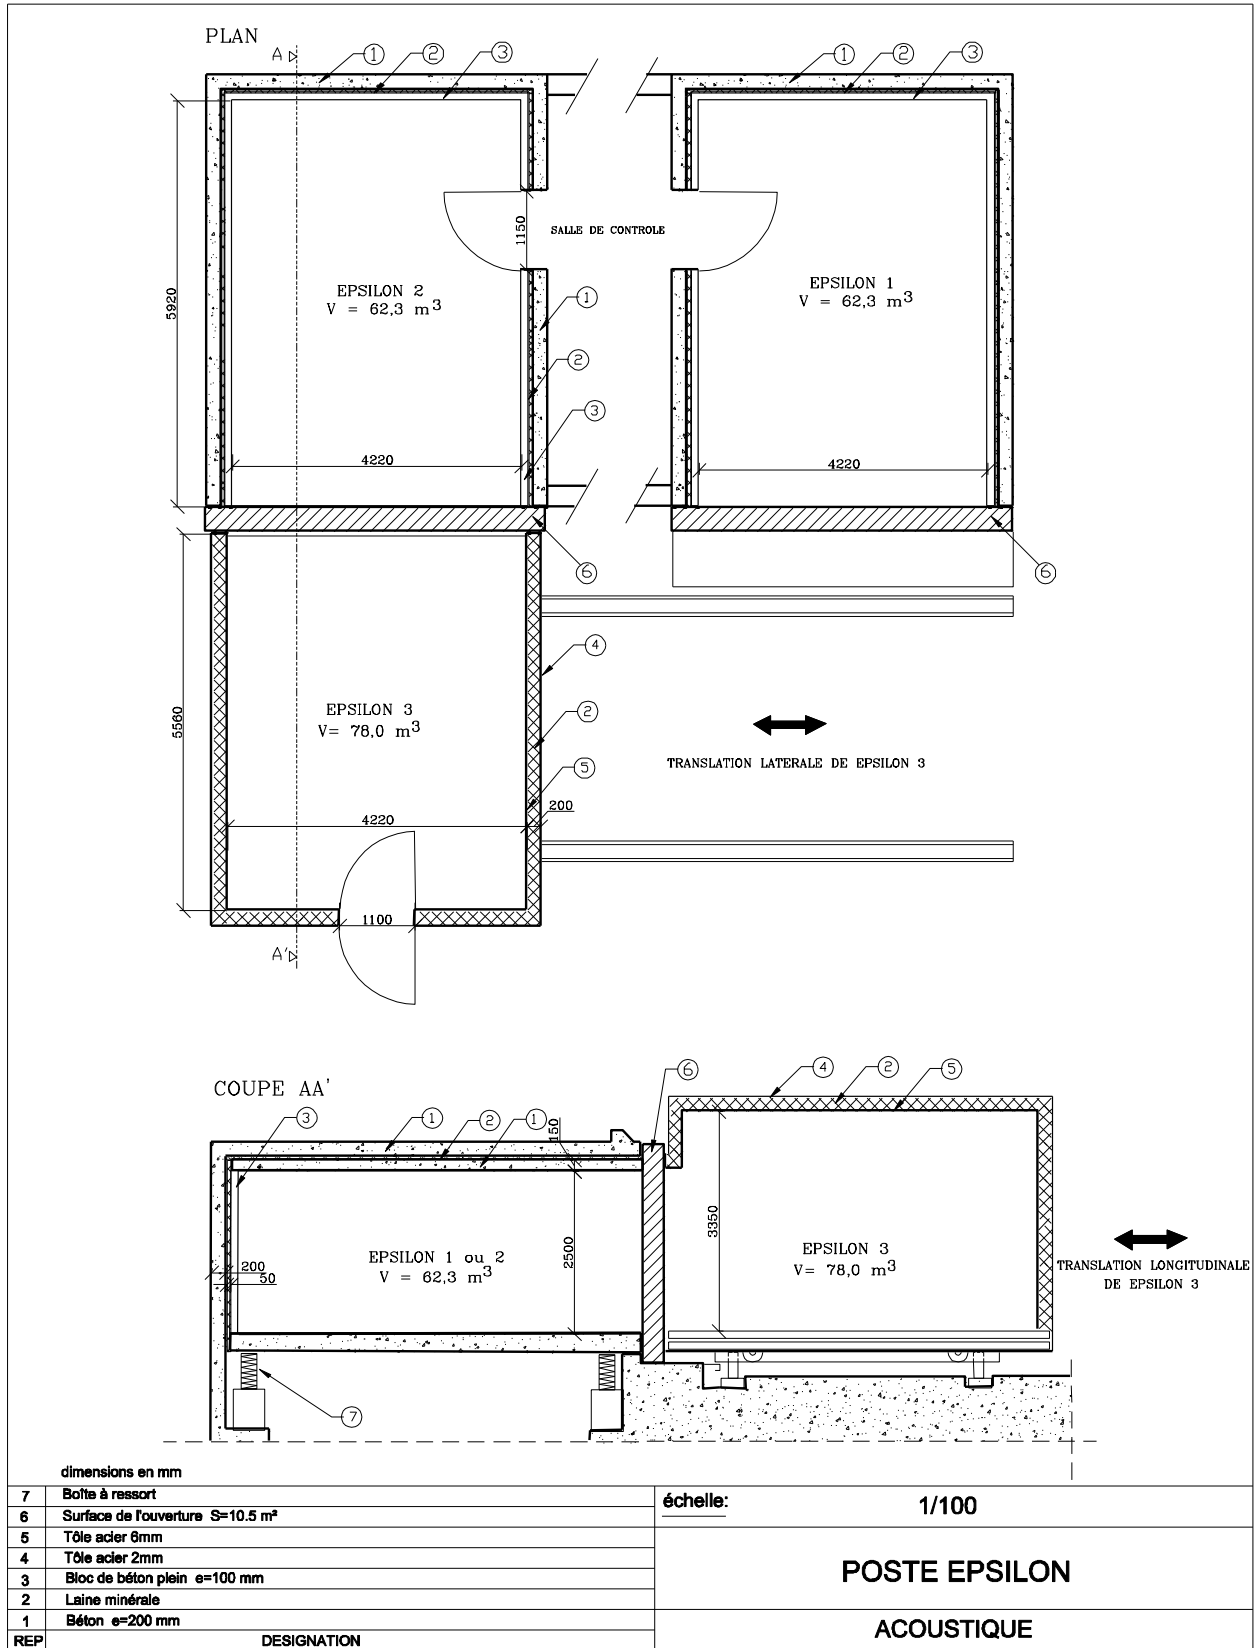 PLAN
A
1
2
3
1
2
3
5920
1150
SALLE DE CONTROLE
EPSILON 2
V = 62,3 m³
EPSILON 1
V = 62,3 m³
1
2
3
4220
4220
6
6
4
5560
EPSILON 3
V= 78,0 m³
2
TRANSLATION LATERALE DE EPSILON 3
5
200
4220
1100
A'
COUPE AA'
6
4
2
5
3
1
2
1
150
3350
2500
EPSILON 1 ou 2
V = 62,3 m³
EPSILON 3
V= 78,0 m³
200
50
TRANSLATION LONGITUDINALE
DE EPSILON 3
7
dimensions en mm
7 Boîte à ressort
6 Surface de l'ouverture S=10.5 m²
5 Tôle acier 6mm
4 Tôle acier 2mm
3 Bloc de béton plein e=100 mm
2 Laine minérale
1 Béton e=200 mm
REP DESIGNATION
échelle: 1/100
POSTE EPSILON
ACOUSTIQUE